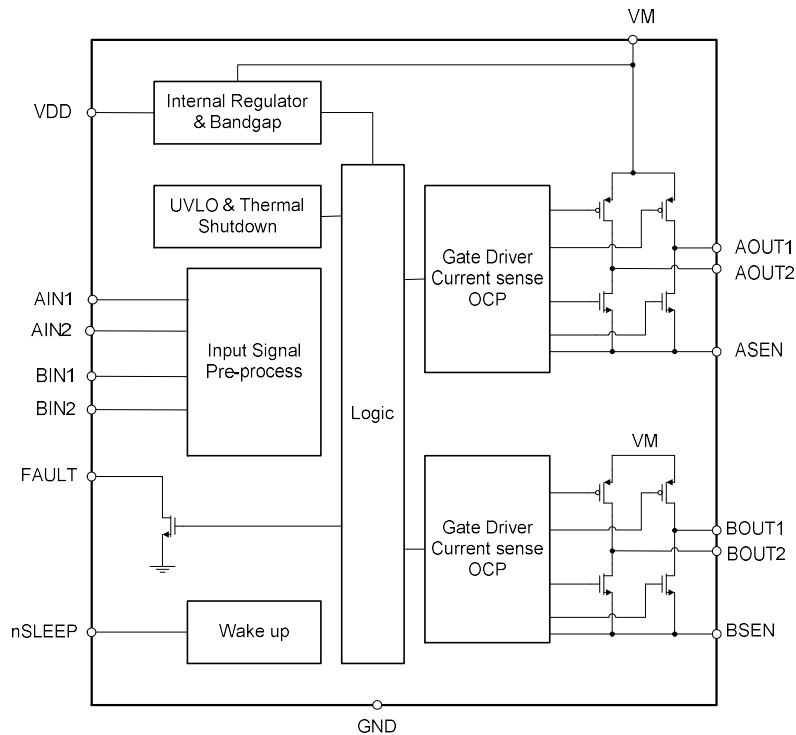 VM
VDD
Internal Regulator
& Bandgap
UVLO & Thermal
Shutdown
AIN1
AIN2
BIN1
BIN2
Input Signal
Pre-process
FAULT
nSLEEP
Wake up
Logic
Gate Driver
Current sense
OCP
AOUT1
AOUT2
ASEN
VM
Gate Driver
Current sense
OCP
BOUT1
BOUT2
BSEN
GND